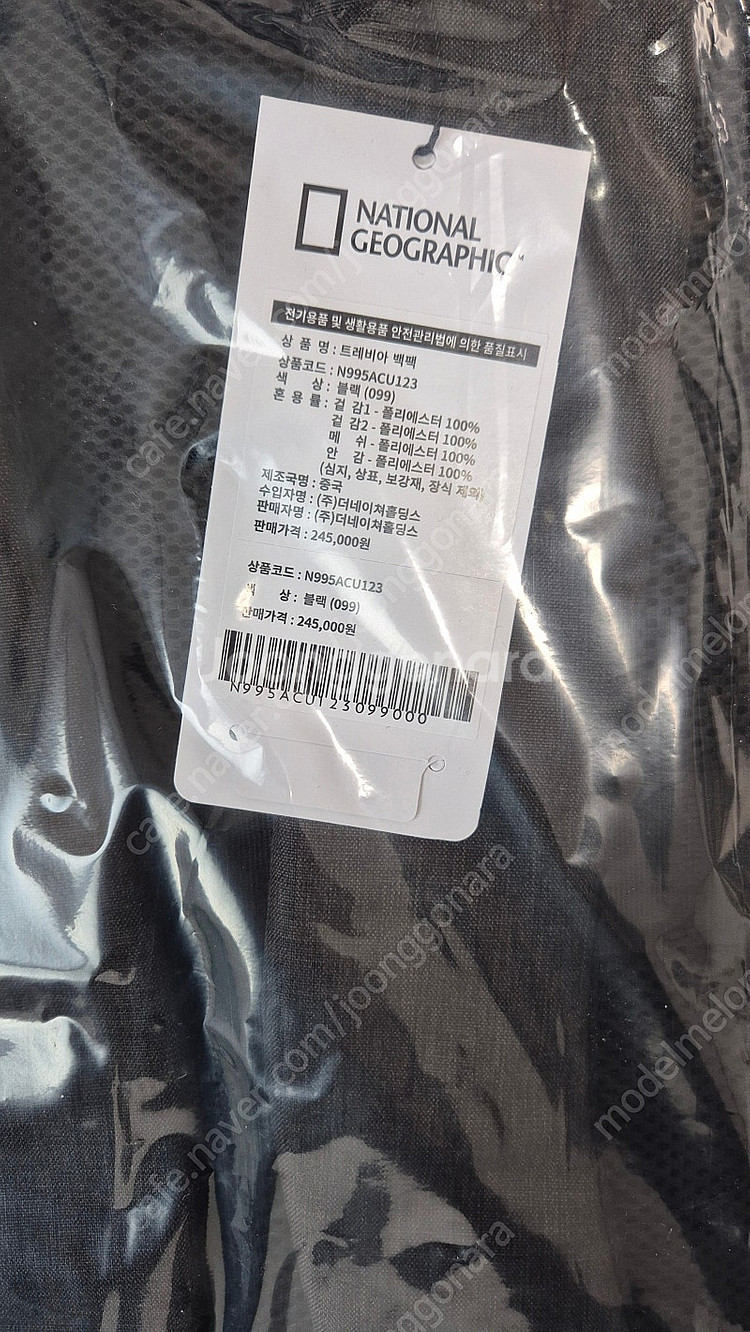 NATIONAL
GEOGRAPHIC™
전기용품 및 생활용품 안전관리법에 의한 품질표시
상 품 명 : 트레비아 백팩
상품코드 : N995ACU123
색 상 : 블랙 (099)
혼 용 률 : 겉 감1 - 폴리에스터 100%
겉 감2 - 폴리에스터 100%
메 쉬 - 폴리에스터 100%
안 감 - 폴리에스터 100%
(심지, 상표, 보강재, 장식 제외)
제조국명 : 중국
수입자명 : (주)더네이쳐홀딩스
판매자명 : (주)더네이쳐홀딩스
판매가격 : 245,000원
상품코드 : N995ACU123
색 상 : 블랙 (099)
판매가격 : 245,000원
N995ACU123099000
joonggonara
cafe.naver.com/joonggonara
modelmelon